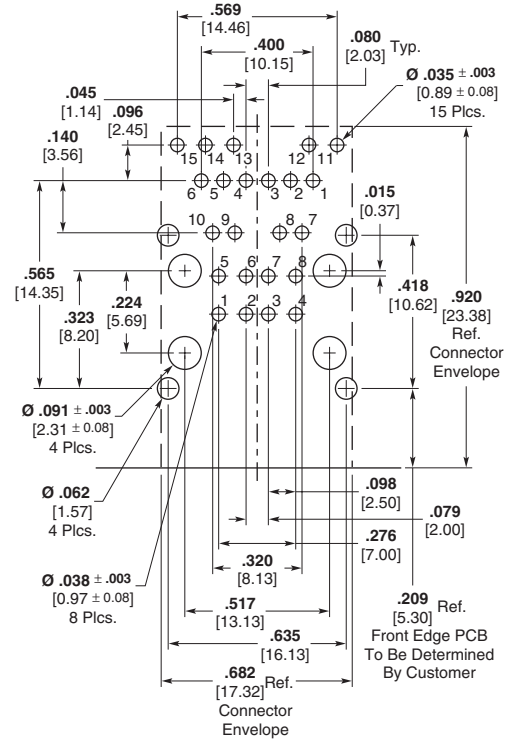 .569
[14.46]
.080 Typ.
[2.03]
.400
[10.15]
Ø .035 ± .003
[0.89 ± 0.08]
15 Plcs.
.045
[1.14]
.096
[2.45]
.140
[3.56]
15 14 13 12 11
6 5 4 3 2 1
.015
[0.37]
10 9 8 7
5 6 7 8
.565
[14.35]
.224
[5.69]
.323
[8.20]
.418
[10.62]
.920
[23.38]
Ref.
Connector
Envelope
1 2 3 4
Ø .091 ± .003
[2.31 ± 0.08]
4 Plcs.
Ø .062
[1.57]
4 Plcs.
.098
[2.50]
.079
[2.00]
.276
[7.00]
Ø .038 ± .003
[0.97 ± 0.08]
8 Plcs.
.320
[8.13]
.517
[13.13]
.209 Ref.
[5.30]
Front Edge PCB
To Be Determined
By Customer
.635
[16.13]
.682 Ref.
[17.32]
Connector
Envelope